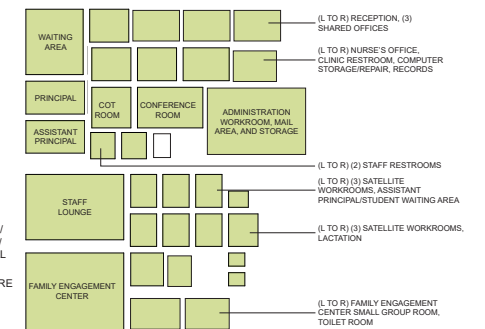 WAITING
AREA
(L TO R) RECEPTION, (3)
SHARED OFFICES
(L TO R) NURSE'S OFFICE,
CLINIC RESTROOM, COMPUTER
STORAGE/REPAIR, RECORDS
PRINCIPAL
COT
ROOM
CONFERENCE
ROOM
ADMINISTRATION
WORKROOM, MAIL
AREA, AND STORAGE
ASSISTANT
PRINCIPAL
(L TO R) (2) STAFF RESTROOMS
STAFF
LOUNGE
(L TO R) (3) SATELLITE
WORKROOMS, ASSISTANT
PRINCIPAL/STUDENT WAITING AREA
(L TO R) (3) SATELLITE WORKROOMS,
LACTATION
FAMILY ENGAGEMENT
CENTER
(L TO R) FAMILY ENGAGEMENT
CENTER SMALL GROUP ROOM,
TOILET ROOM